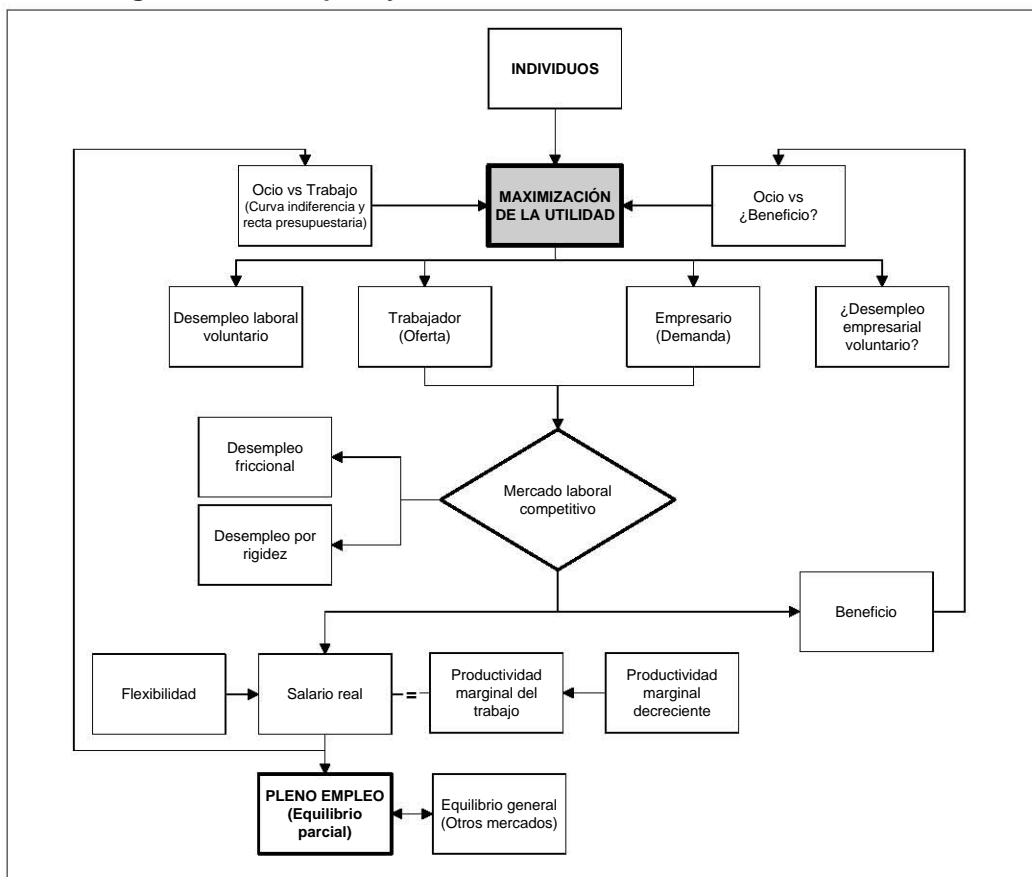 INDIVIDUOS
Ocio vs Trabajo
(Curva indiferencia y
recta presupuestaria)
MAXIMIZACIÓN
DE LA UTILIDAD
Ocio vs
¿Beneficio?
Desempleo laboral
voluntario
Trabajador
(Oferta)
Empresario
(Demanda)
¿Desempleo
empresarial
voluntario?
Desempleo
friccional
Mercado laboral
competitivo
Desempleo por
rigidez
Beneficio
Flexibilidad
Salario real
=
Productividad
marginal del
trabajo
Productividad
marginal
decreciente
PLENO EMPLEO
(Equilibrio
parcial)
Equilibrio general
(Otros mercados)